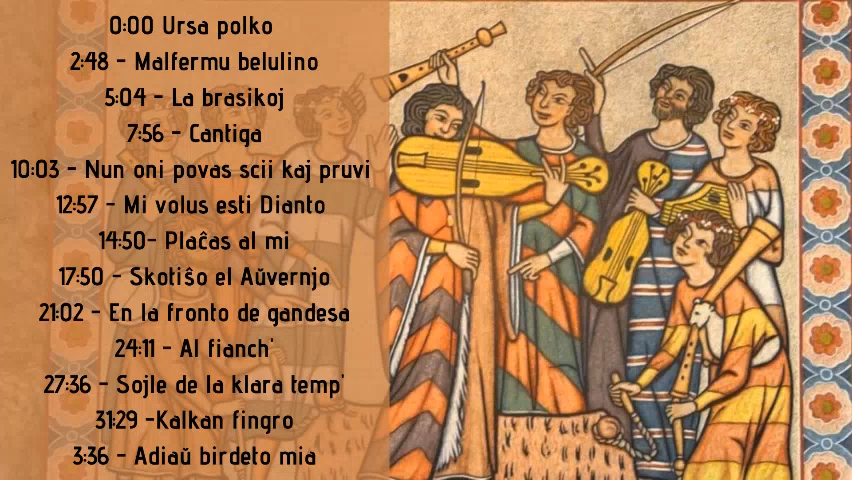 0:00 Ursa polko
2:48 - Malfermu belulino
5:04 - La brasikoj
7:56 - Cantiga
10:03 - Nun oni povas scii kaj pruvi
12:57 - Mi volus esti Dianto
14:50- Plaĉas al mi
17:50 - Skotiŝo el Aŭvernjo
21:02 - En la fronto de gandesa
24:11 - Al fianch'
27:36 - Sojle de la klara temp'
31:29 -Kalkan fingro
3:36 - Adiaŭ birdeto mia